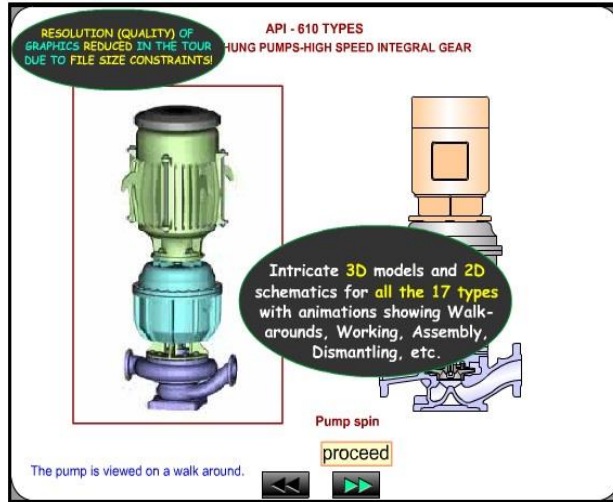 API - 610 TYPES
RESOLUTION (QUALITY) OF
GRAPHICS REDUCED IN THE TOUR
DUE TO FILE SIZE CONSTRAINTS!
HUNG PUMPS-HIGH SPEED INTEGRAL GEAR
Intricate 3D models and 2D
schematics for all the 17 types
with animations showing Walk-
arounds, Working, Assembly,
Dismantling, etc.
Pump spin
proceed
The pump is viewed on a walk around.